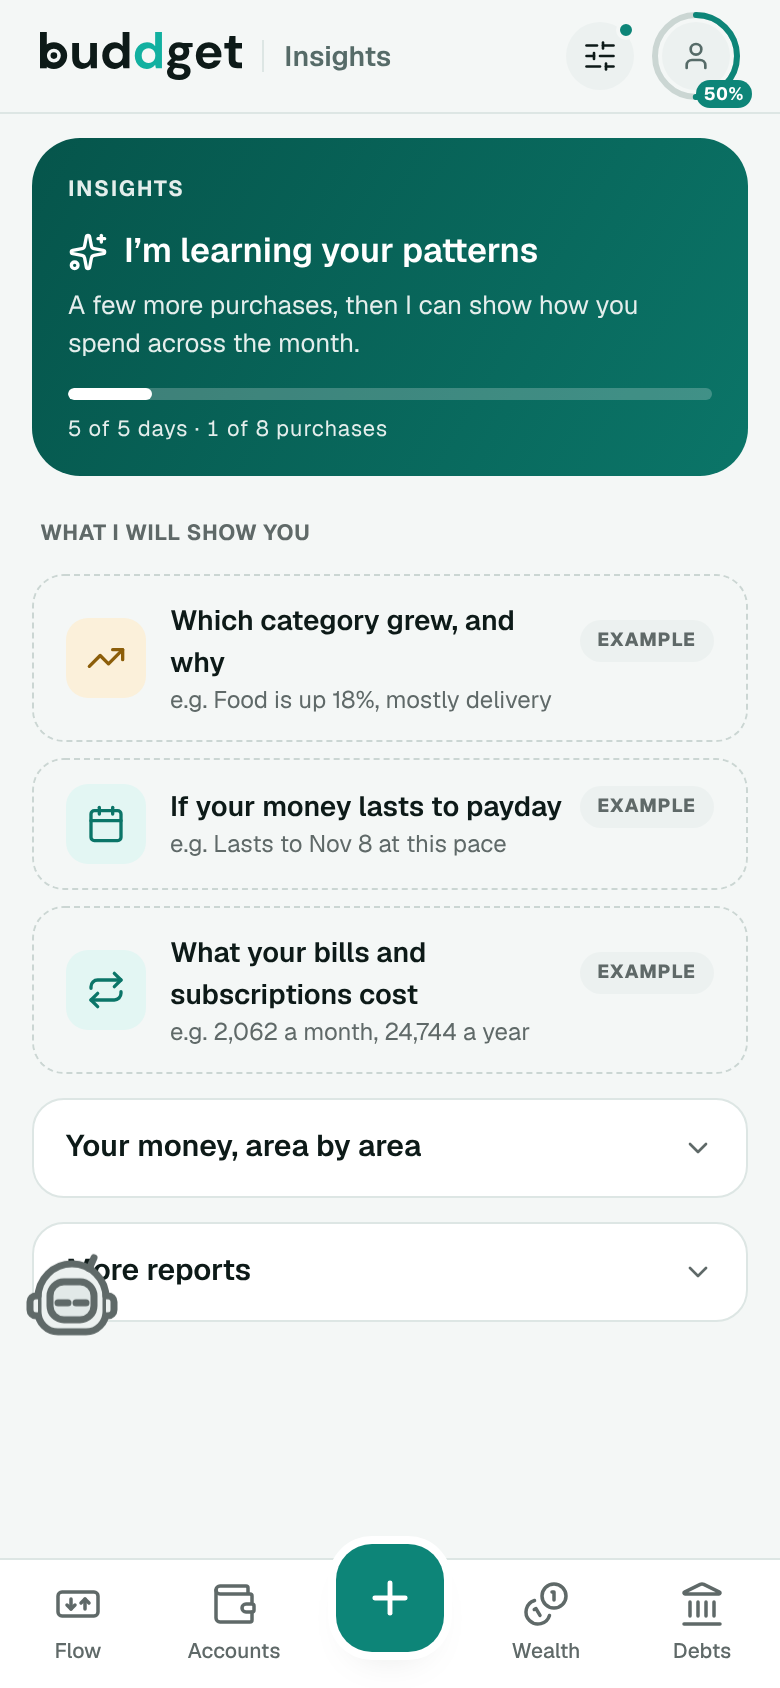 buddget
Insights
50%
INSIGHTS
I’m learning your patterns
A few more purchases, then I can show how you
spend across the month.
5 of 5 days · 1 of 8 purchases
WHAT I WILL SHOW YOU
Which category grew, and
why
EXAMPLE
e.g. Food is up 18%, mostly delivery
If your money lasts to payday
EXAMPLE
e.g. Lasts to Nov 8 at this pace
What your bills and
subscriptions cost
EXAMPLE
e.g. 2,062 a month, 24,744 a year
Your money, area by area
More reports
Flow
Accounts
Wealth
Debts